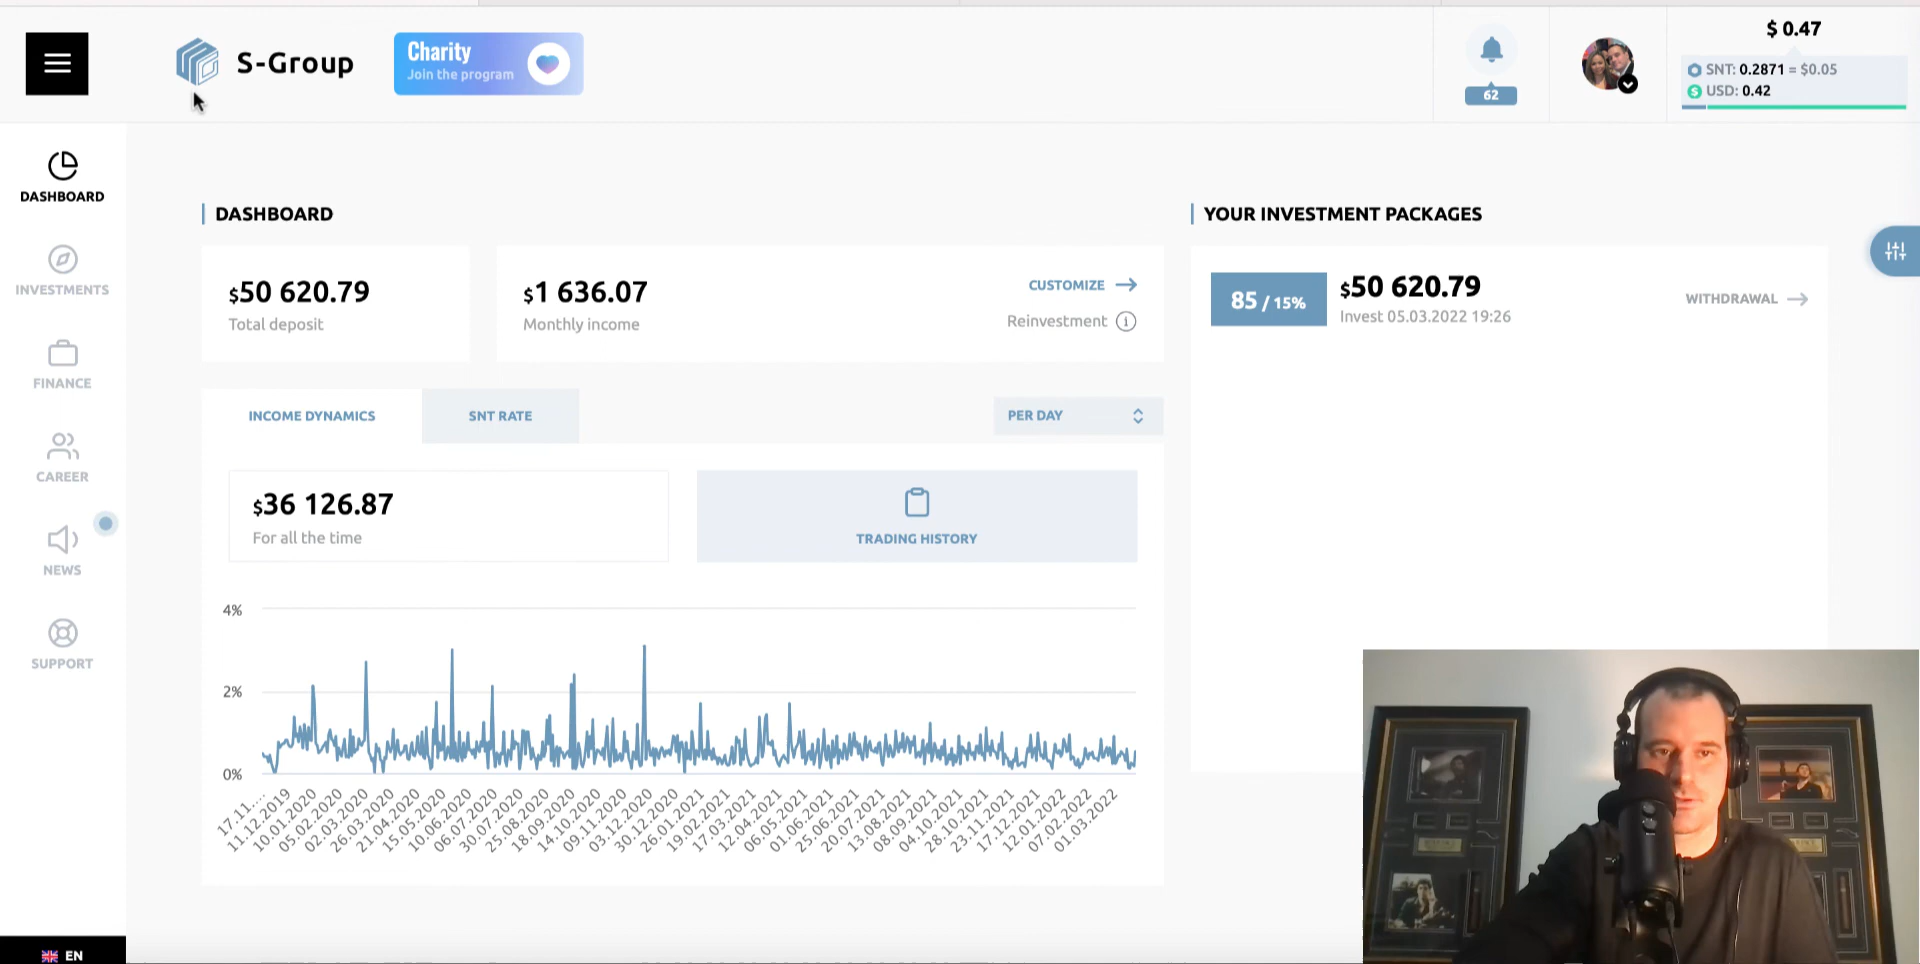 S-Group
Charity
Join the program
62
$ 0.47
SNT: 0.2871 = $0.05
USD: 0.42
DASHBOARD
INVESTMENTS
FINANCE
CAREER
NEWS
SUPPORT
EN
DASHBOARD
$50 620.79
Total deposit
$1 636.07
Monthly income
CUSTOMIZE
Reinvestment
INCOME DYNAMICS
SNT RATE
PER DAY
$36 126.87
For all the time
TRADING HISTORY
4%
2%
0%
17.11....
11.12.2019
10.01.2020
05.02.2020
02.03.2020
26.03.2020
21.04.2020
15.05.2020
10.06.2020
06.07.2020
30.07.2020
25.08.2020
18.09.2020
14.10.2020
09.11.2020
03.12.2020
30.12.2020
26.01.2021
19.02.2021
17.03.2021
12.04.2021
06.05.2021
01.06.2021
25.06.2021
20.07.2021
13.08.2021
08.09.2021
04.10.2021
28.10.2021
23.11.2021
17.12.2021
12.01.2022
07.02.2022
01.03.2022
YOUR INVESTMENT PACKAGES
85 / 15%
$50 620.79
Invest 05.03.2022 19:26
WITHDRAWAL